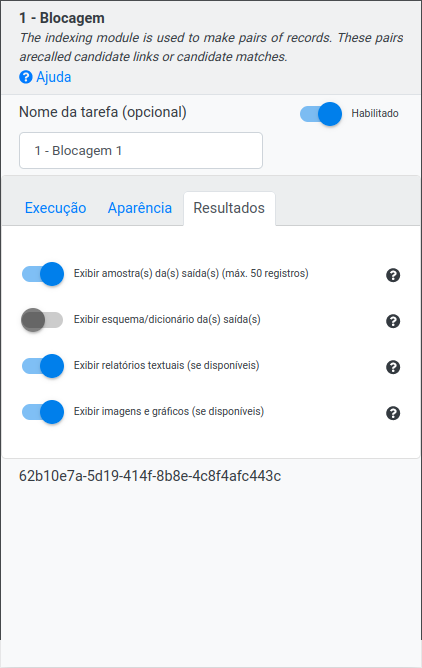 1 - Blocagem
The indexing module is used to make pairs of records. These pairs
arecalled candidate links or candidate matches.
Ajuda
Nome da tarefa (opcional)
Habilitado
1 - Blocagem 1
Execução Aparência Resultados
Exibir amostra(s) da(s) saída(s) (máx. 50 registros)
Exibir esquema/dicionário da(s) saída(s)
Exibir relatórios textuais (se disponíveis)
Exibir imagens e gráficos (se disponíveis)
62b10e7a-5d19-414f-8b8e-4c8f4afc443c